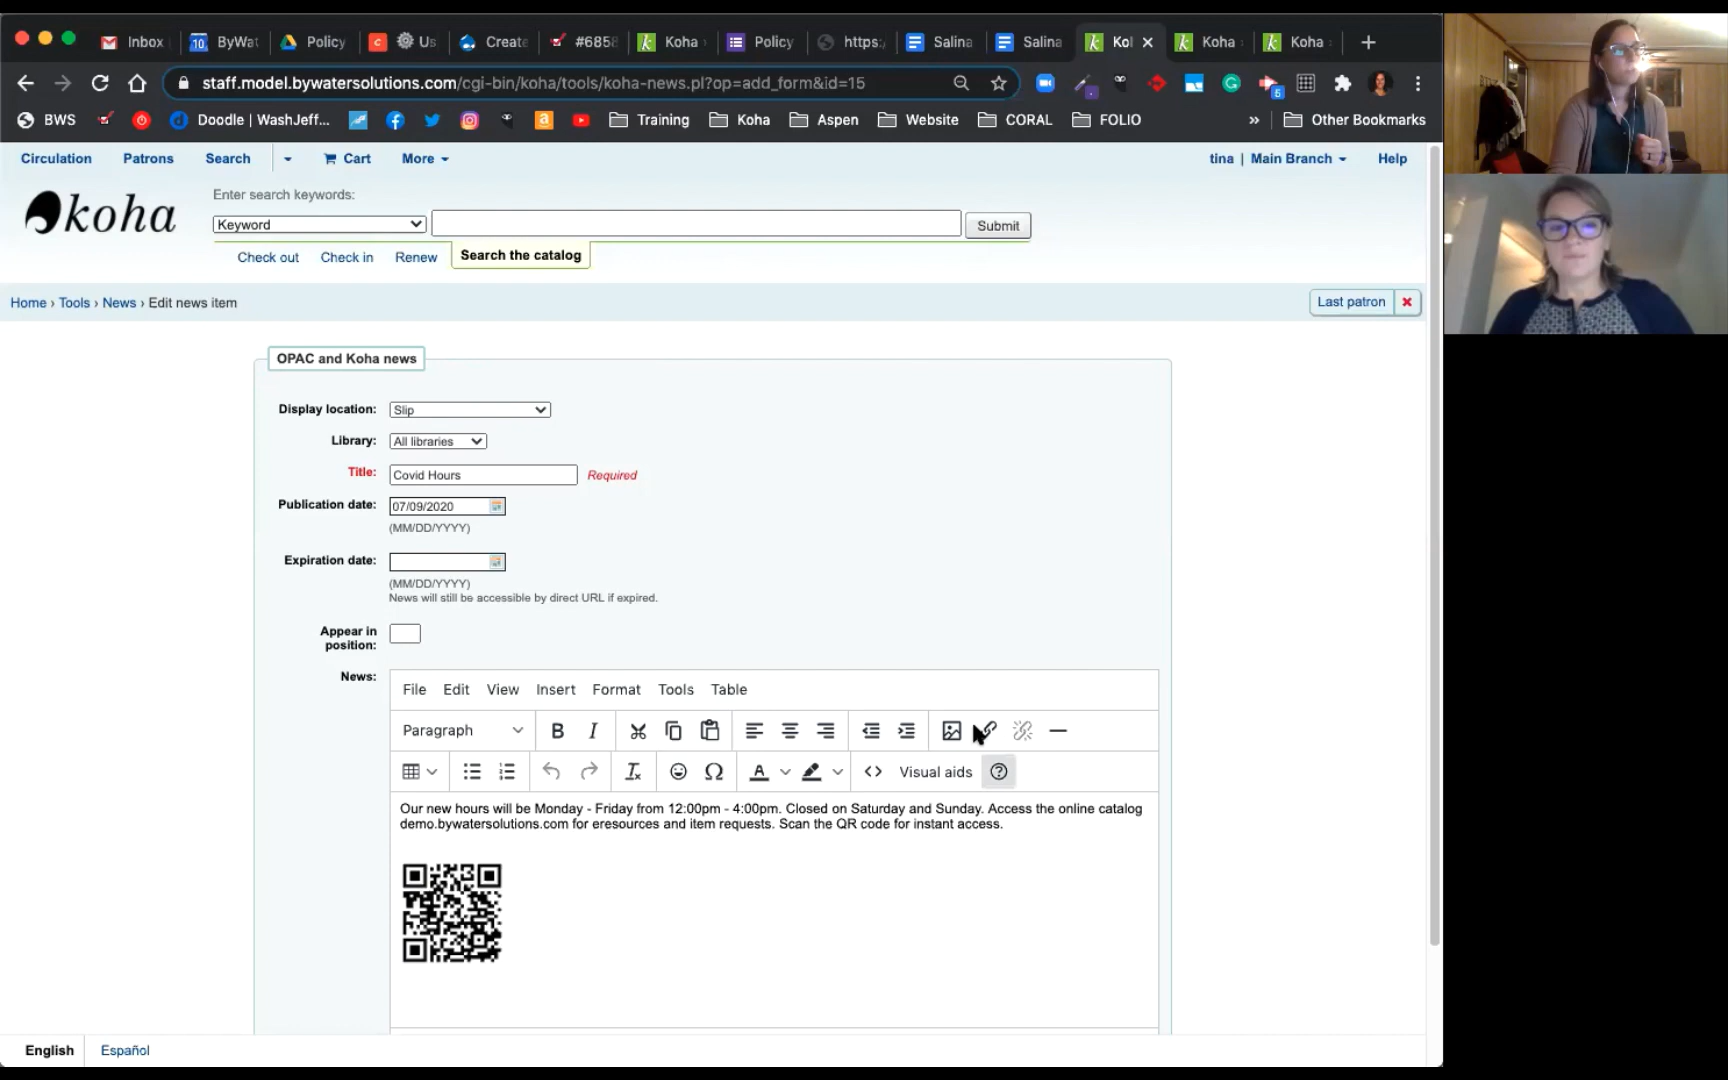 Inbox
ByWat
Policy
Us
Create
#6858
Koha
Policy
https:
Salina
Salina
Kol
Koha
Koha
staff.model.bywatersolutions.com/cgi-bin/koha/tools/koha-news.pl?op=add_form&id=15
BWS
Doodle | WashJeff...
Training
Koha
Aspen
Website
CORAL
FOLIO
» Other Bookmarks
Circulation Patrons Search Cart More
tina | Main Branch Help
koha
Enter search keywords:
Keyword
Submit
Check out Check in Renew Search the catalog
Home › Tools › News › Edit news item
Last patron
OPAC and Koha news
Display location: Slip
Library: All libraries
Title: Covid Hours Required
Publication date: 07/09/2020
(MM/DD/YYYY)
Expiration date:
(MM/DD/YYYY)
News will still be accessible by direct URL if expired.
Appear in
position:
News:
File Edit View Insert Format Tools Table
Paragraph B I
A <> Visual aids
Our new hours will be Monday - Friday from 12:00pm - 4:00pm. Closed on Saturday and Sunday. Access the online catalog
demo.bywatersolutions.com for eresources and item requests. Scan the QR code for instant access.
English Español